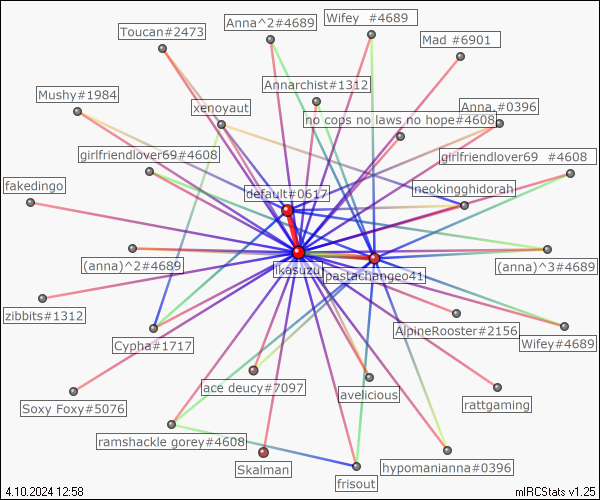 Anna^2#4689
Wifey #4689
Toucan#2473
Mad #6901
Annarchist#1312
Mushy#1984
xenoyaut
Anna #0396
no cops no laws no hope#4608
girlfriendlover69#4608
girlfriendlover69 #4608
fakedingo
default#0617
neokingghidorah
(anna)^2#4689
ikasuzu
pastachangeo41
(anna)^3#4689
zibbits#1312
AlpineRooster#2156
Cypha#1717
Wifey#4689
ace deucy#7097
lavelicious
Soxy Foxy#5076
rattgaming
ramshackle gorey#4608
Skalman
hypomanianna#0396
frisout
4.10.2024 12:58
mIRCStats v1.25